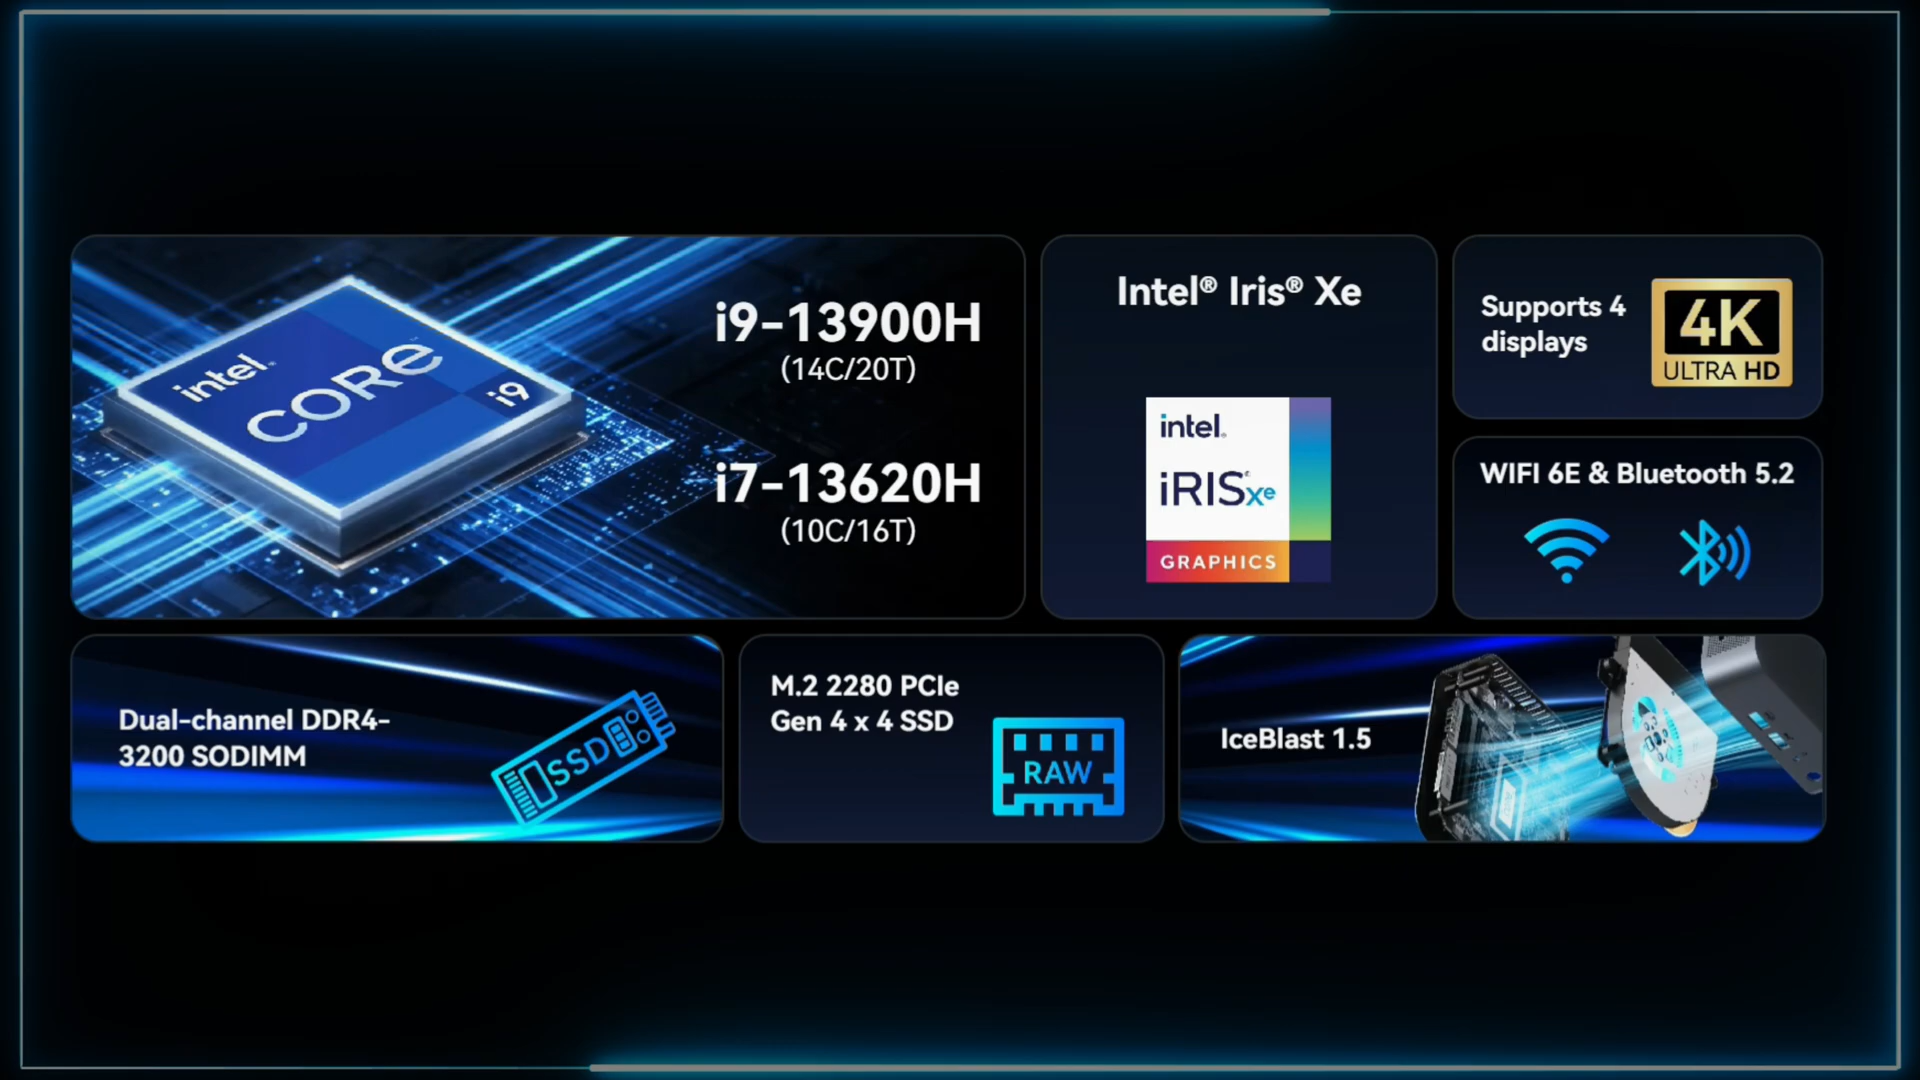 intel.
CORE
i9
i9-13900H
(14C/20T)
i7-13620H
(10C/16T)
Intel® Iris® Xe
intel.
iRISxe
GRAPHICS
Supports 4
displays
4K
ULTRA HD
WIFI 6E & Bluetooth 5.2
Dual-channel DDR4-
3200 SODIMM
SSD
M.2 2280 PCIe
Gen 4 x 4 SSD
RAW
IceBlast 1.5